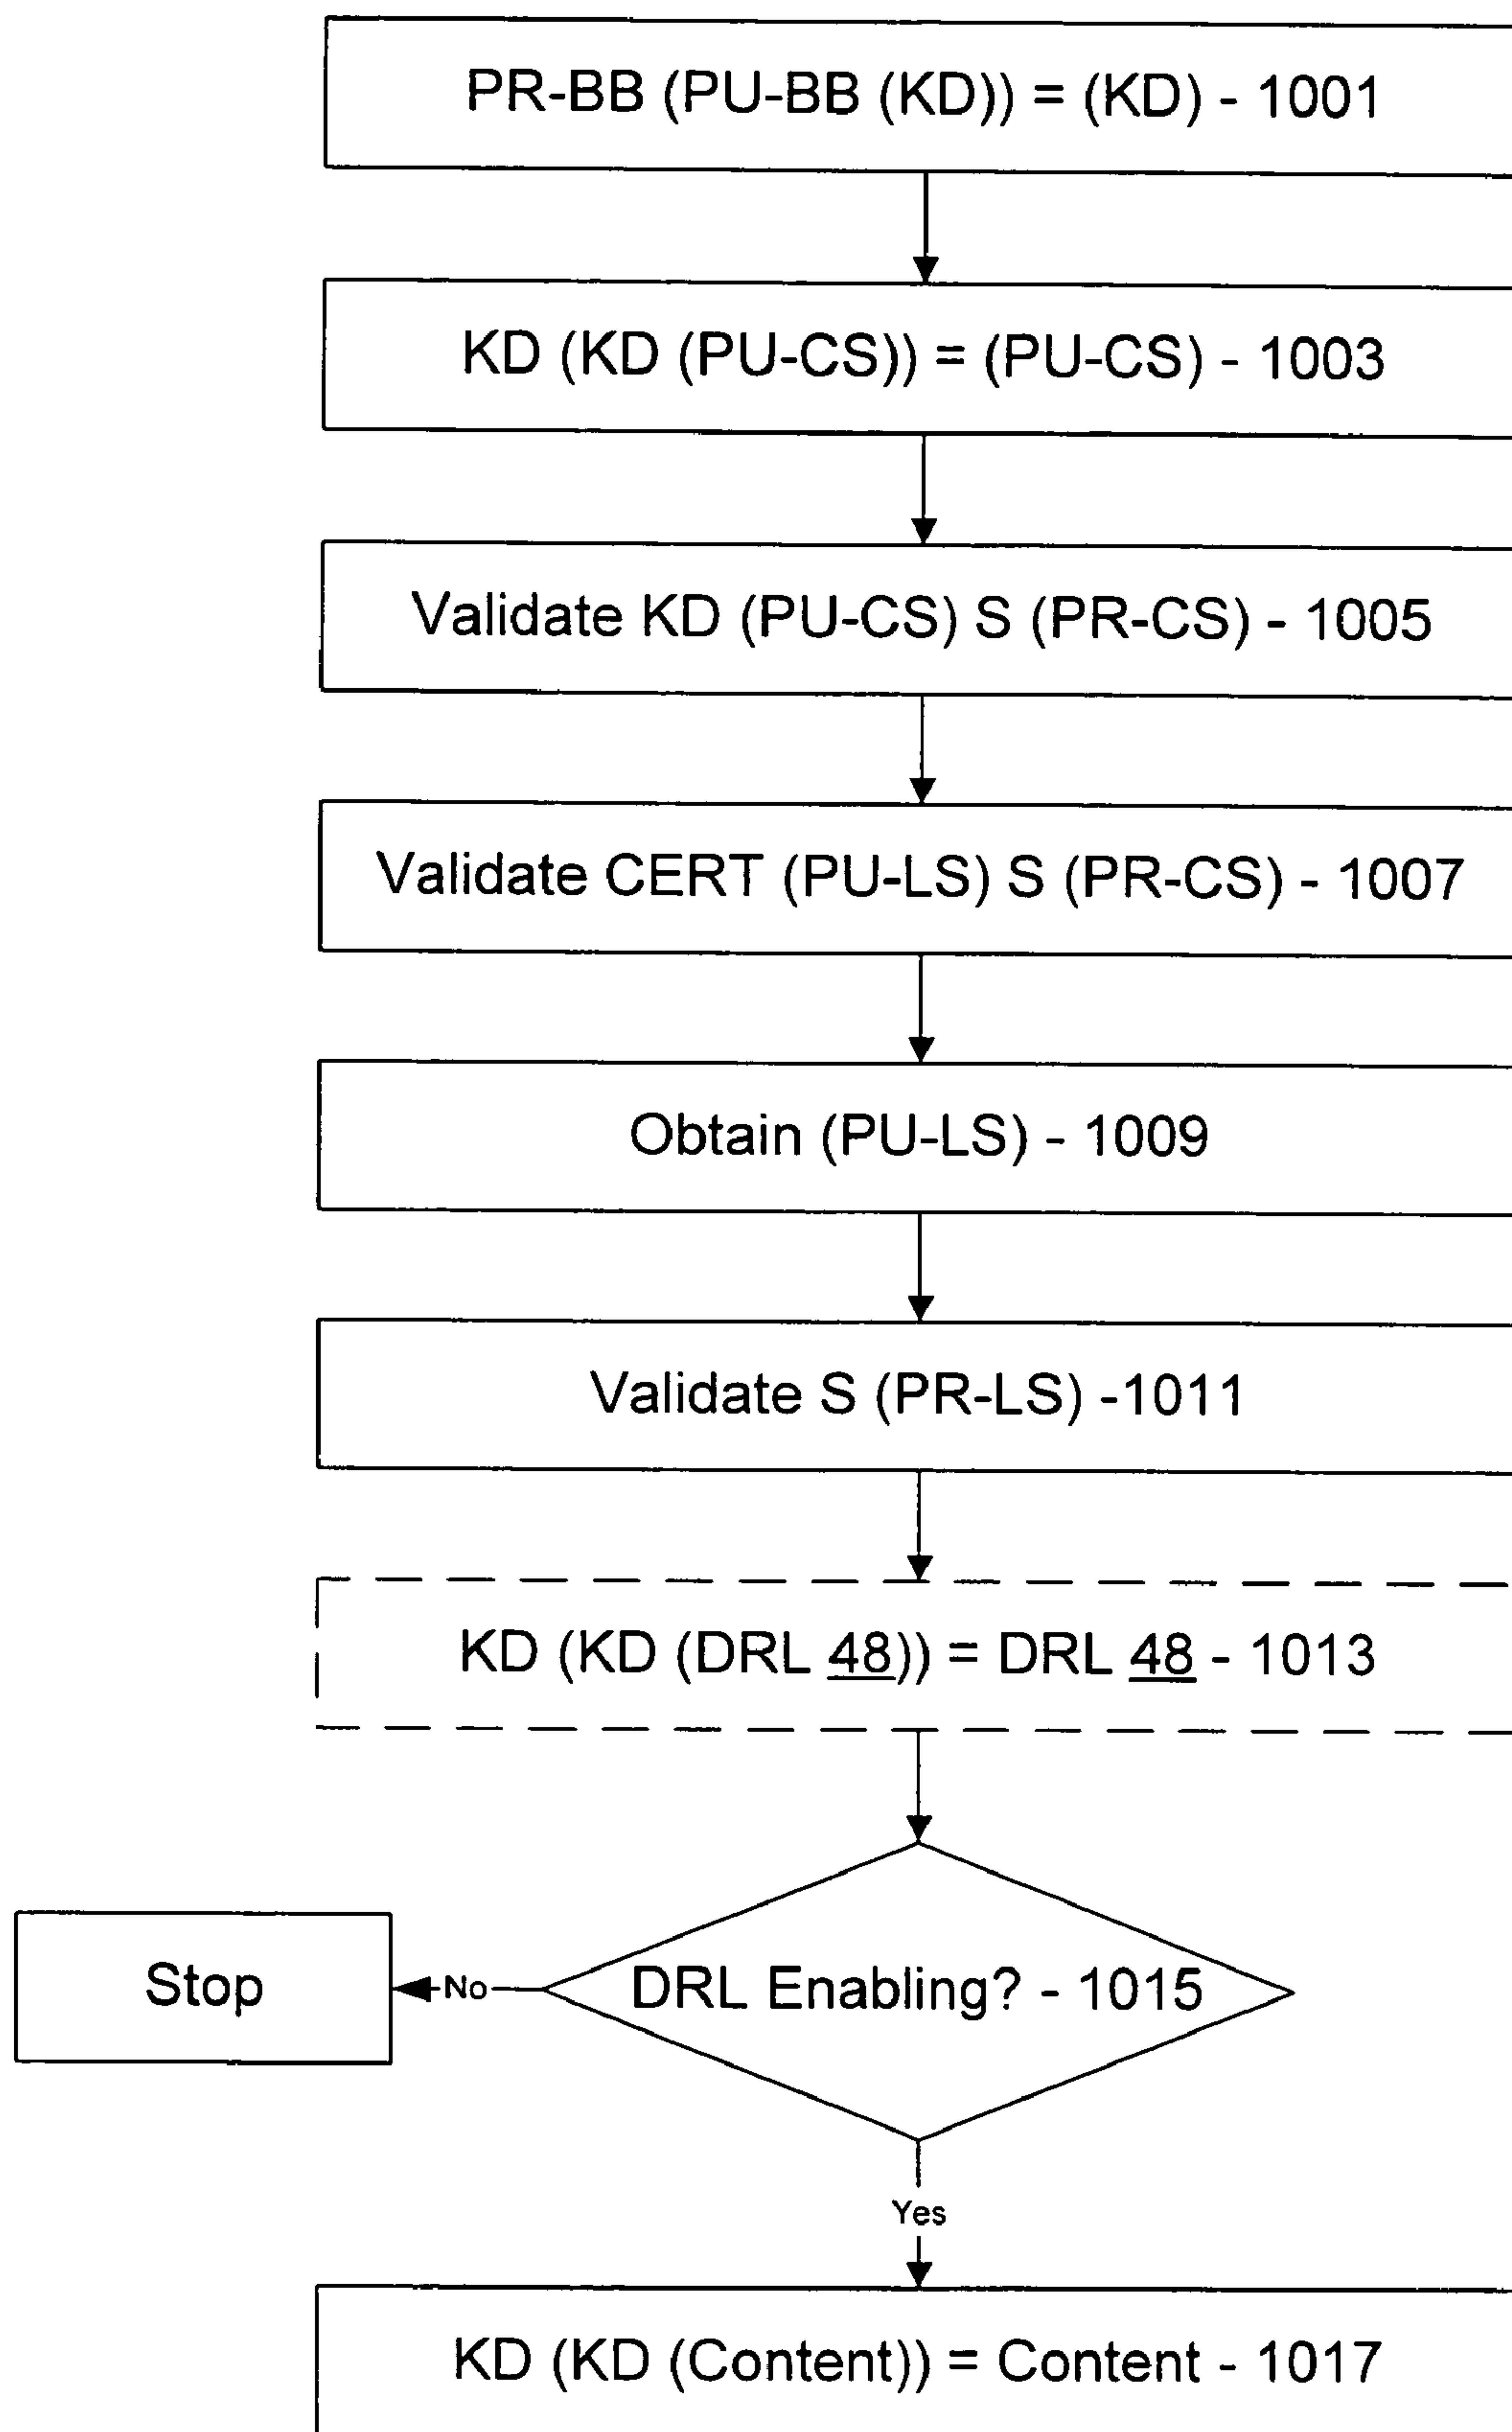 PR-BB (PU-BB (KD)) = (KD) - 1001
KD (KD (PU-CS)) = (PU-CS) - 1003
Validate KD (PU-CS) S (PR-CS) - 1005
Validate CERT (PU-LS) S (PR-CS) - 1007
Obtain (PU-LS) - 1009
Validate S (PR-LS) -1011
KD (KD (DRL 48)) = DRL 48 - 1013
DRL Enabling? - 1015
No
Stop
Yes
KD (KD (Content)) = Content - 1017